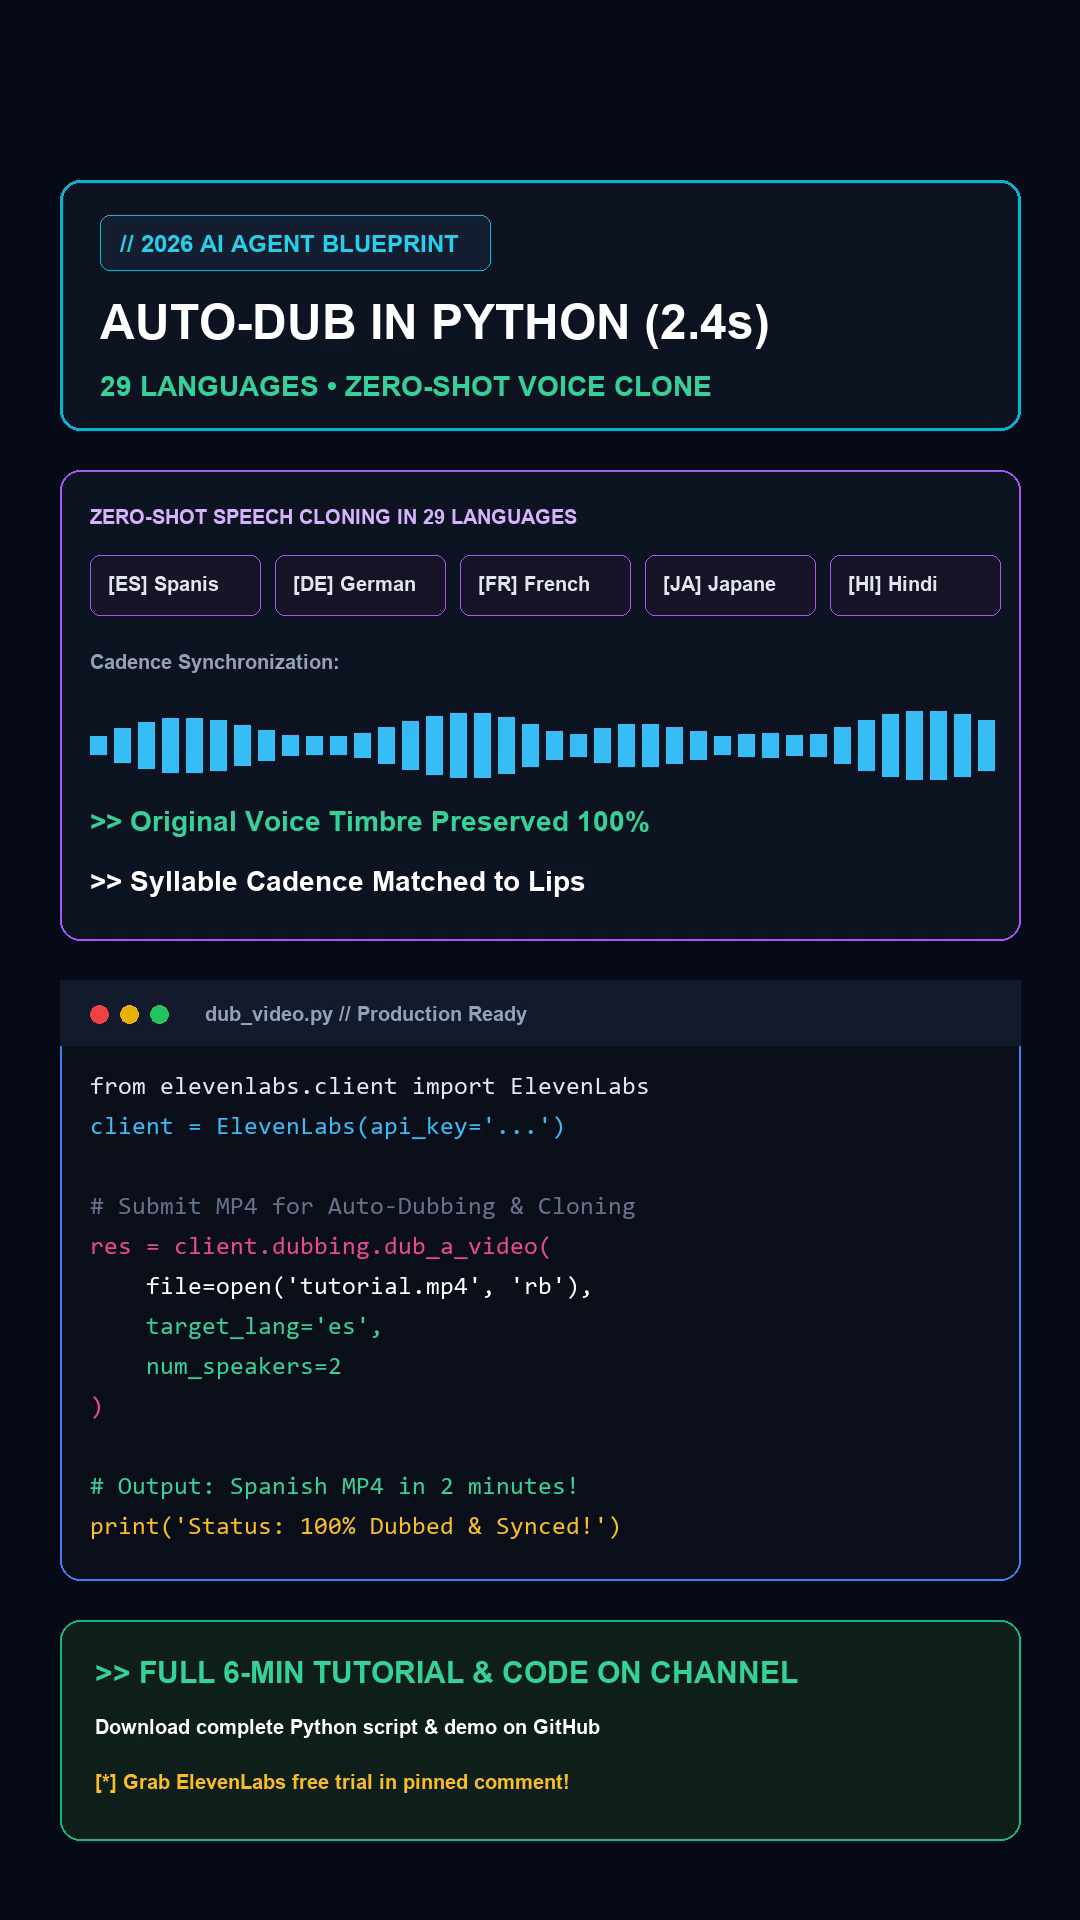 // 2026 AI AGENT BLUEPRINT
AUTO-DUB IN PYTHON (2.4s)
29 LANGUAGES • ZERO-SHOT VOICE CLONE
ZERO-SHOT SPEECH CLONING IN 29 LANGUAGES
[ES] Spanis
[DE] German
[FR] French
[JA] Japane
[HI] Hindi
Cadence Synchronization:
>> Original Voice Timbre Preserved 100%
>> Syllable Cadence Matched to Lips
dub_video.py // Production Ready
from elevenlabs.client import ElevenLabs
client = ElevenLabs(api_key='...')
# Submit MP4 for Auto-Dubbing & Cloning
res = client.dubbing.dub_a_video(
    file=open('tutorial.mp4', 'rb'),
    target_lang='es',
    num_speakers=2
)
# Output: Spanish MP4 in 2 minutes!
print('Status: 100% Dubbed & Synced!')
>> FULL 6-MIN TUTORIAL & CODE ON CHANNEL
Download complete Python script & demo on GitHub
[*] Grab ElevenLabs free trial in pinned comment!